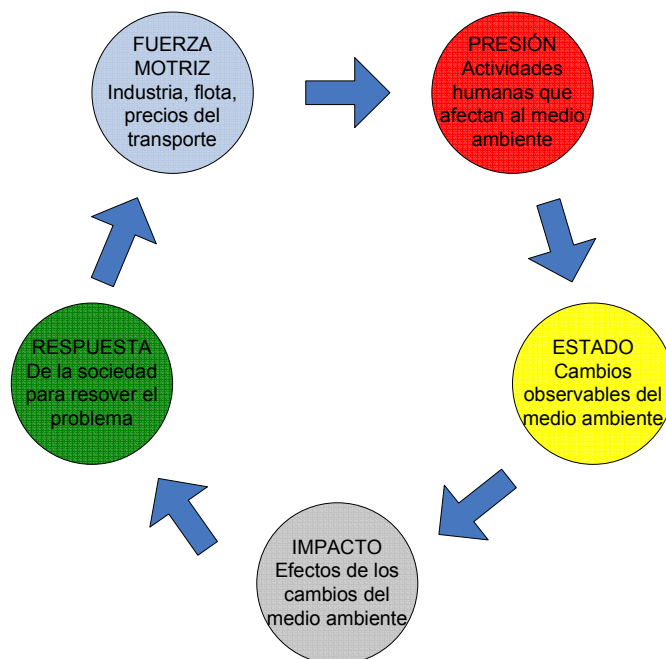 FUERZA
MOTRIZ
Industria, flota,
precios del
transporte
PRESIÓN
Actividades
humanas que
afectan al medio
ambiente
ESTADO
Cambios
observables del
medio ambiente
IMPACTO
Efectos de los
cambios del
medio ambiente
RESPUESTA
De la sociedad
para resover el
problema